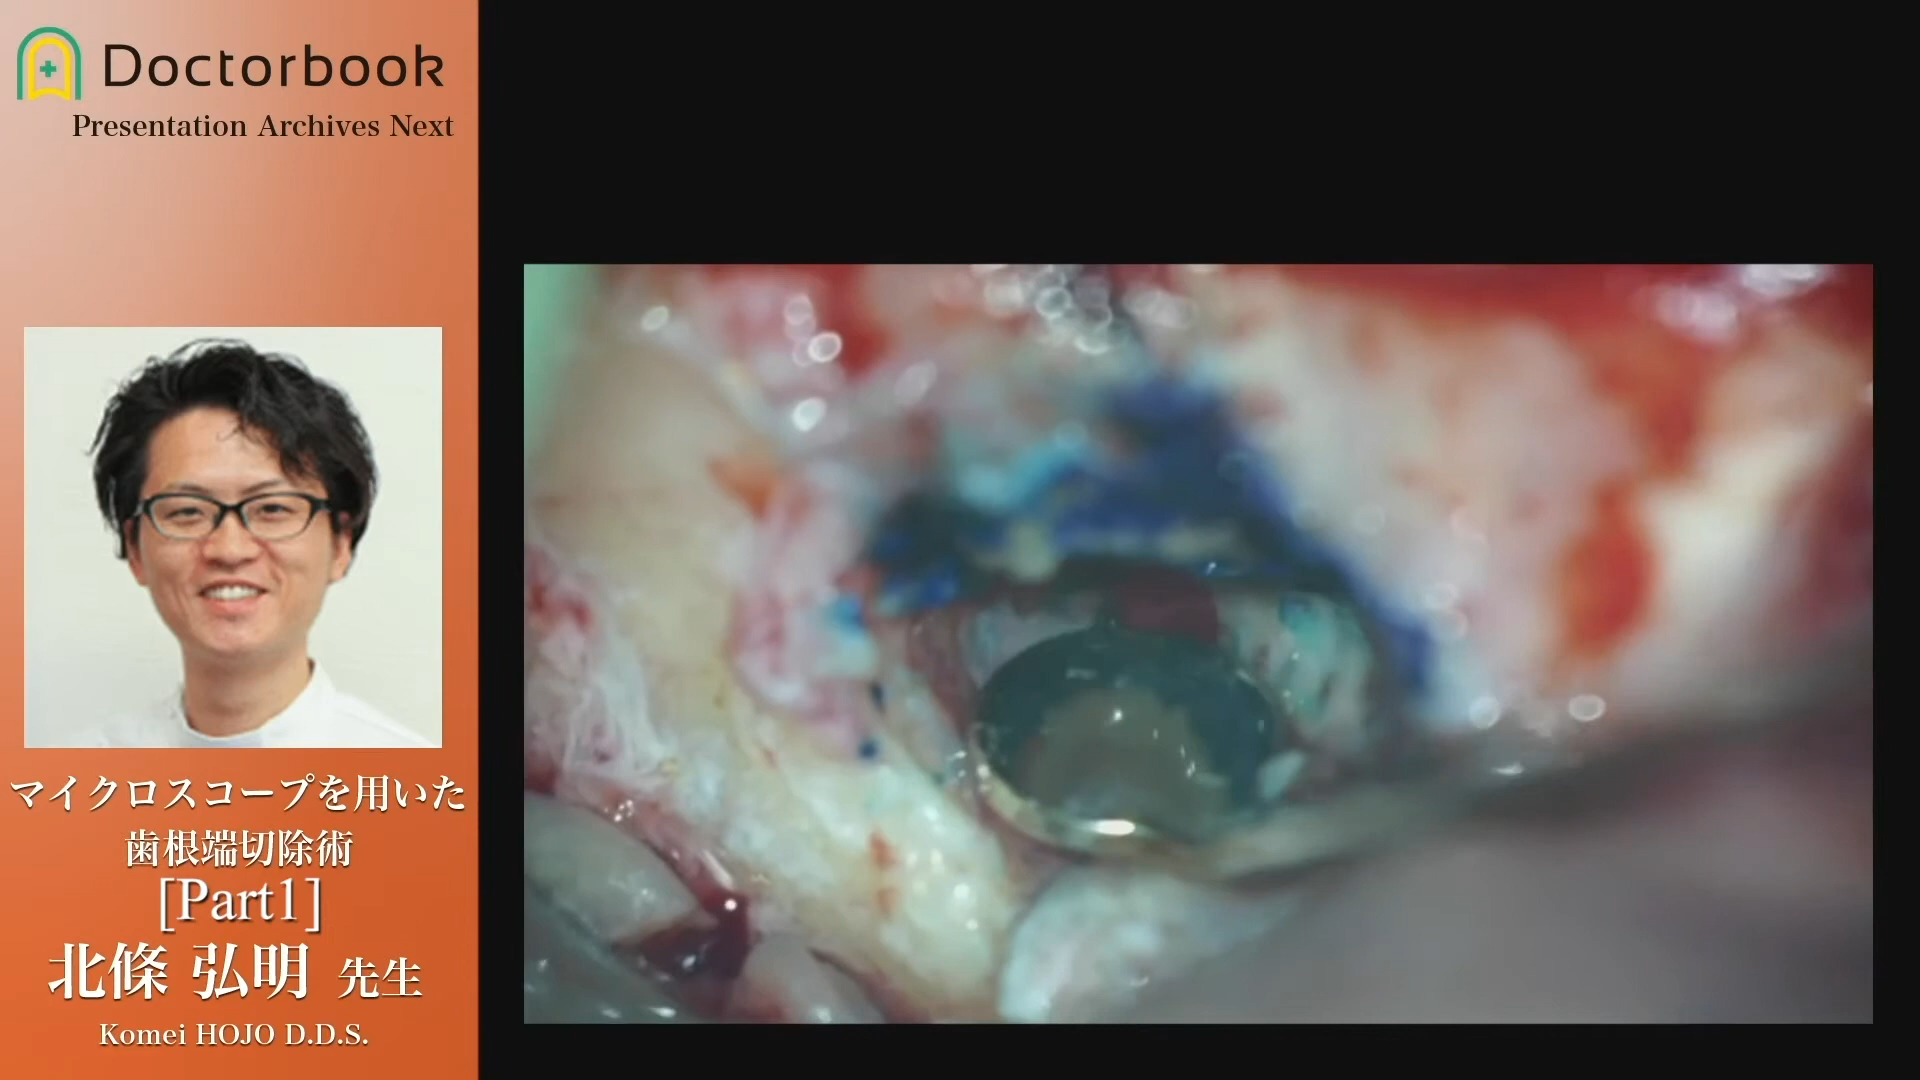 Doctorbook
Presentation Archives Next
マイクロスコープを用いた
歯根端切除術
[Part1]
北條 弘明 先生
Komei HOJO D.D.S.